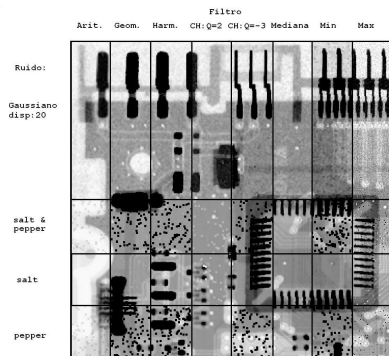 Filtro
Arit. Geom. Harm. CH:Q=2 CH:Q=-3 Mediana Min Max
Ruido:
Gaussiano
disp:20
salt &
pepper
salt
pepper